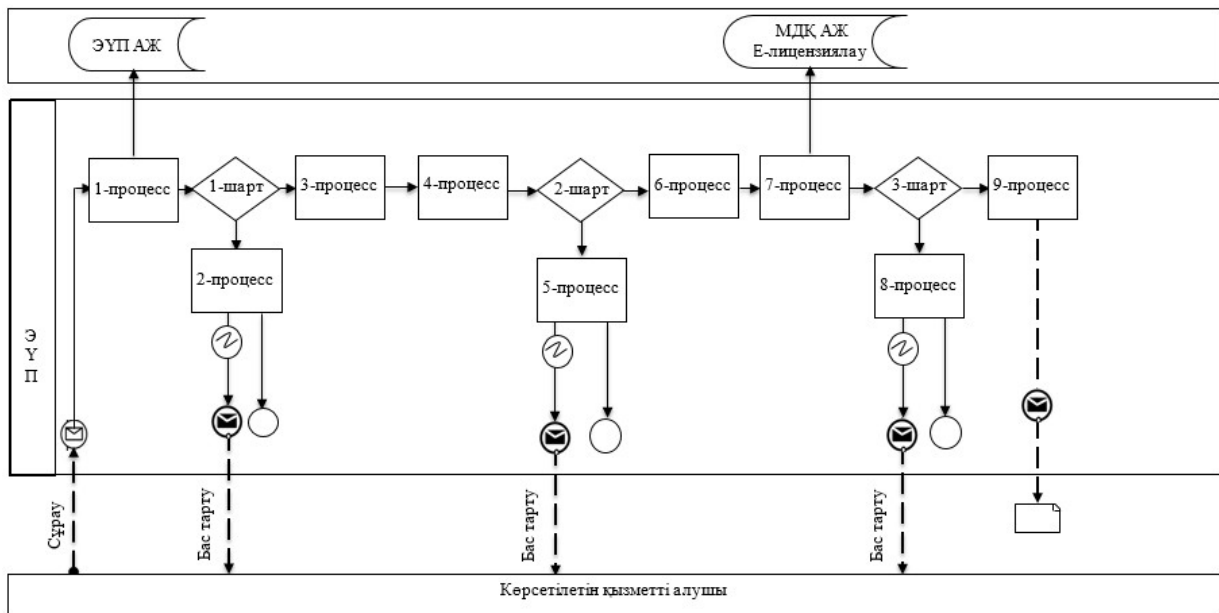 ЭҮП АЖ
МДҚ АЖ
Е-лицензиялау
1-процесс
1-шарт
3-процесс
4-процесс
2-шарт
6-процесс
7-процесс
3-шарт
9-процесс
2-процесс
5-процесс
8-процесс
Э
Ү
П
Сұрау
Бас тарту
Бас тарту
Бас тарту
Көрсетілетін қызметті алушы